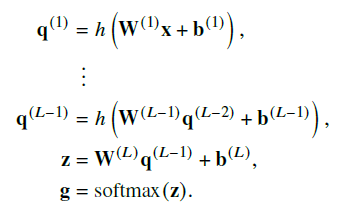 q⁽¹⁾ = h (W⁽¹⁾x + b⁽¹⁾) ,
⋮
q⁽ᴸ⁻¹⁾ = h (W⁽ᴸ⁻¹⁾q⁽ᴸ⁻²⁾ + b⁽ᴸ⁻¹⁾) ,
z = W⁽ᴸ⁾q⁽ᴸ⁻¹⁾ + b⁽ᴸ⁾,
g = softmax(z).